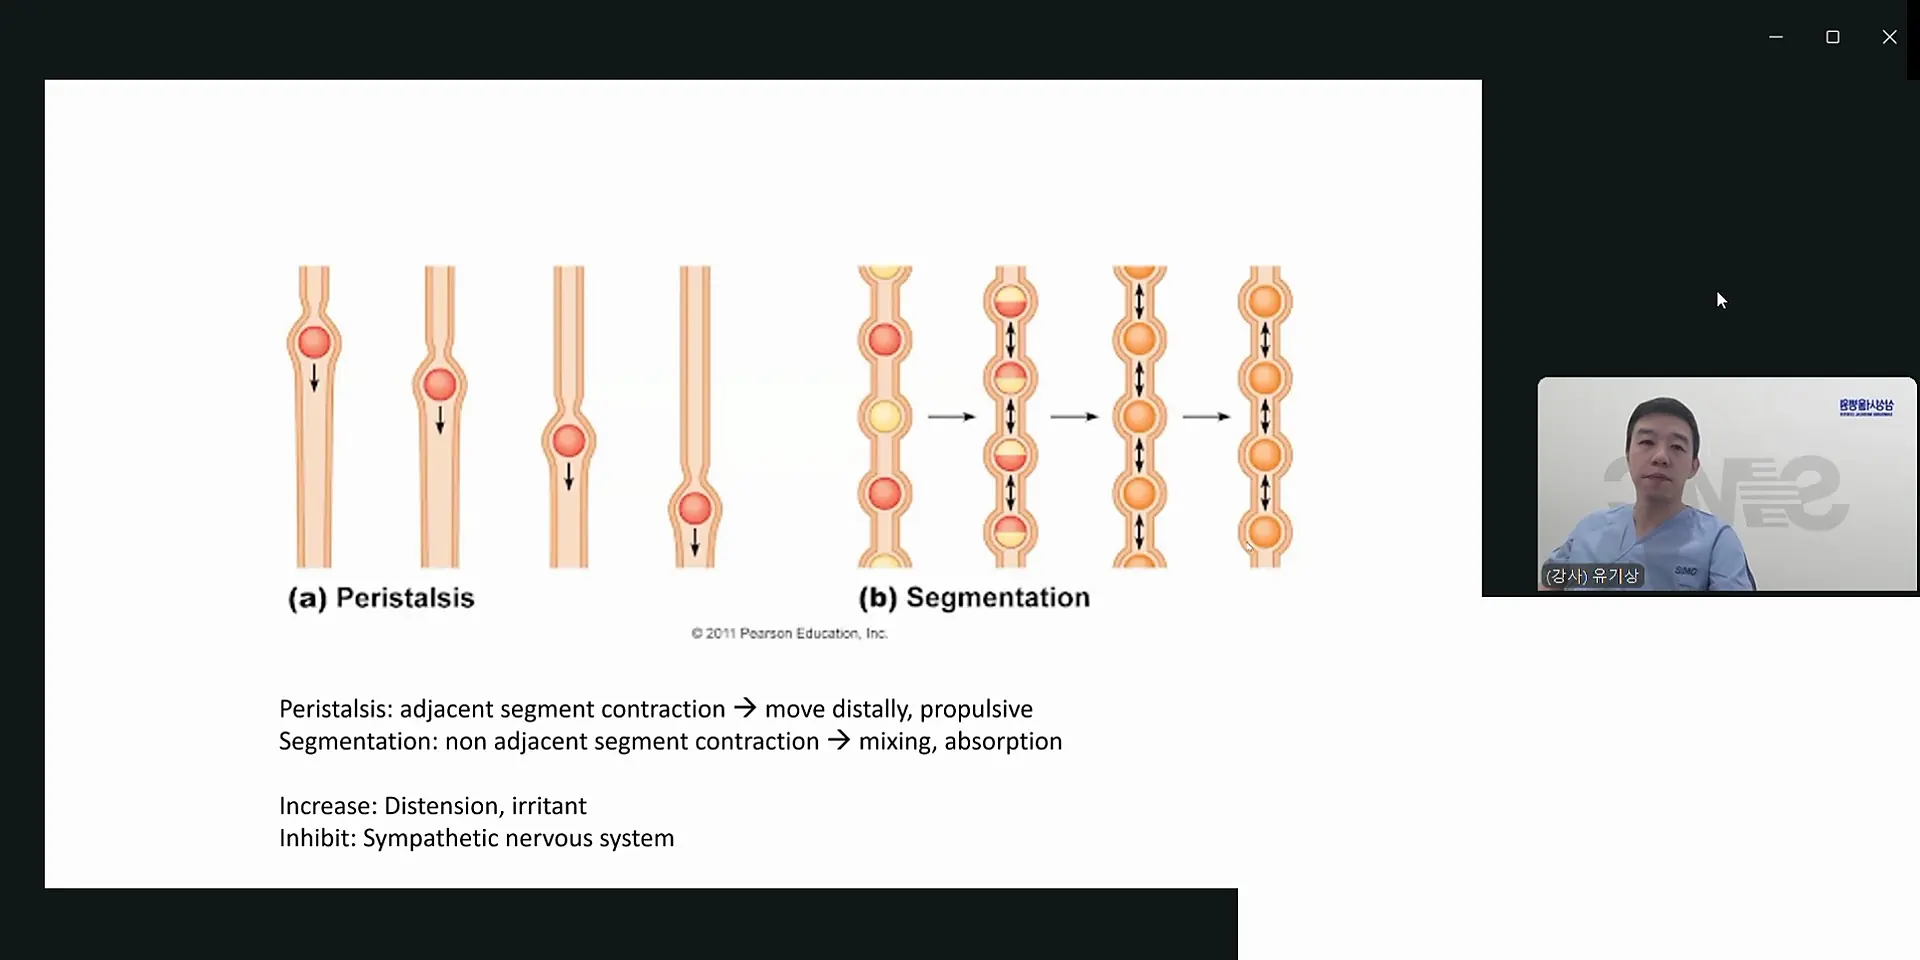 (a) Peristalsis
(b) Segmentation
© 2011 Pearson Education, Inc.
Peristalsis: adjacent segment contraction → move distally, propulsive
Segmentation: non adjacent segment contraction → mixing, absorption
Increase: Distension, irritant
Inhibit: Sympathetic nervous system
(강사) 유기상